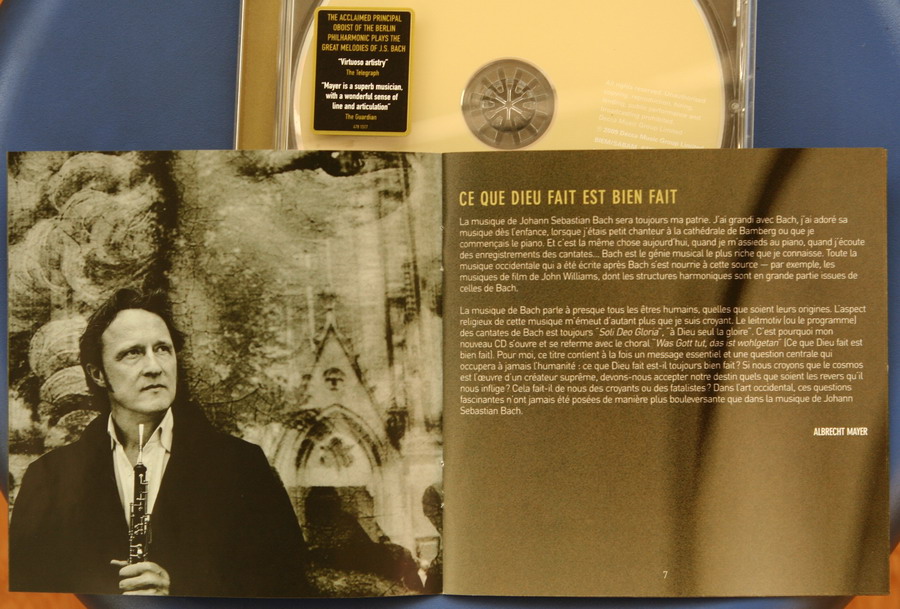 THE ACCLAIMED PRINCIPAL
OBOIST OF THE BERLIN
PHILHARMONIC PLAYS THE
GREAT MELODIES OF J.S. BACH
"Virtuoso artistry"
The Telegraph
"Mayer is a superb musician,
with a wonderful sense of
line and articulation"
The Guardian
CE QUE DIEU FAIT EST BIEN FAIT
La musique de Johann Sebastian Bach sera toujours ma patrie. J'ai grandi avec Bach, j'ai adoré sa
musique dès l'enfance, lorsque j'étais petit chanteur à la cathédrale de Bamberg ou que je
commençais le piano. Et c'est la même chose aujourd'hui, quand je m'assieds au piano, quand j'écoute
des enregistrements des cantates... Bach est le génie musical le plus riche que je connaisse. Toute la
musique occidentale qui a été écrite après Bach s'est nourrie à cette source — par exemple, les
musiques de film de John Williams, dont les structures harmoniques sont en grande partie issues de
celles de Bach.
La musique de Bach parle à presque tous les êtres humains, quelles que soient leurs origines. L'aspect
religieux de cette musique m'émeut d'autant plus que je suis croyant. Le leitmotiv [ou le programme]
des cantates de Bach est toujours "Soli Deo Gloria", "à Dieu seul la gloire". C'est pourquoi mon
nouveau CD s'ouvre et se referme avec le choral "Was Gott tut, das ist wohlgetan" [Ce que Dieu fait est
bien fait]. Pour moi, ce titre contient à la fois un message essentiel et une question centrale qui
occupera à jamais l'humanité : ce que Dieu fait est-il toujours bien fait ? Si nous croyons que le cosmos
est l'œuvre d'un créateur suprême, devons-nous accepter notre destin quels que soient les revers qu'il
nous inflige ? Cela fait-il de nous des croyants ou des fatalistes ? Dans l'art occidental, ces questions
fascinantes n'ont jamais été posées de manière plus bouleversante que dans la musique de Johann
Sebastian Bach.
ALBRECHT MAYER
7